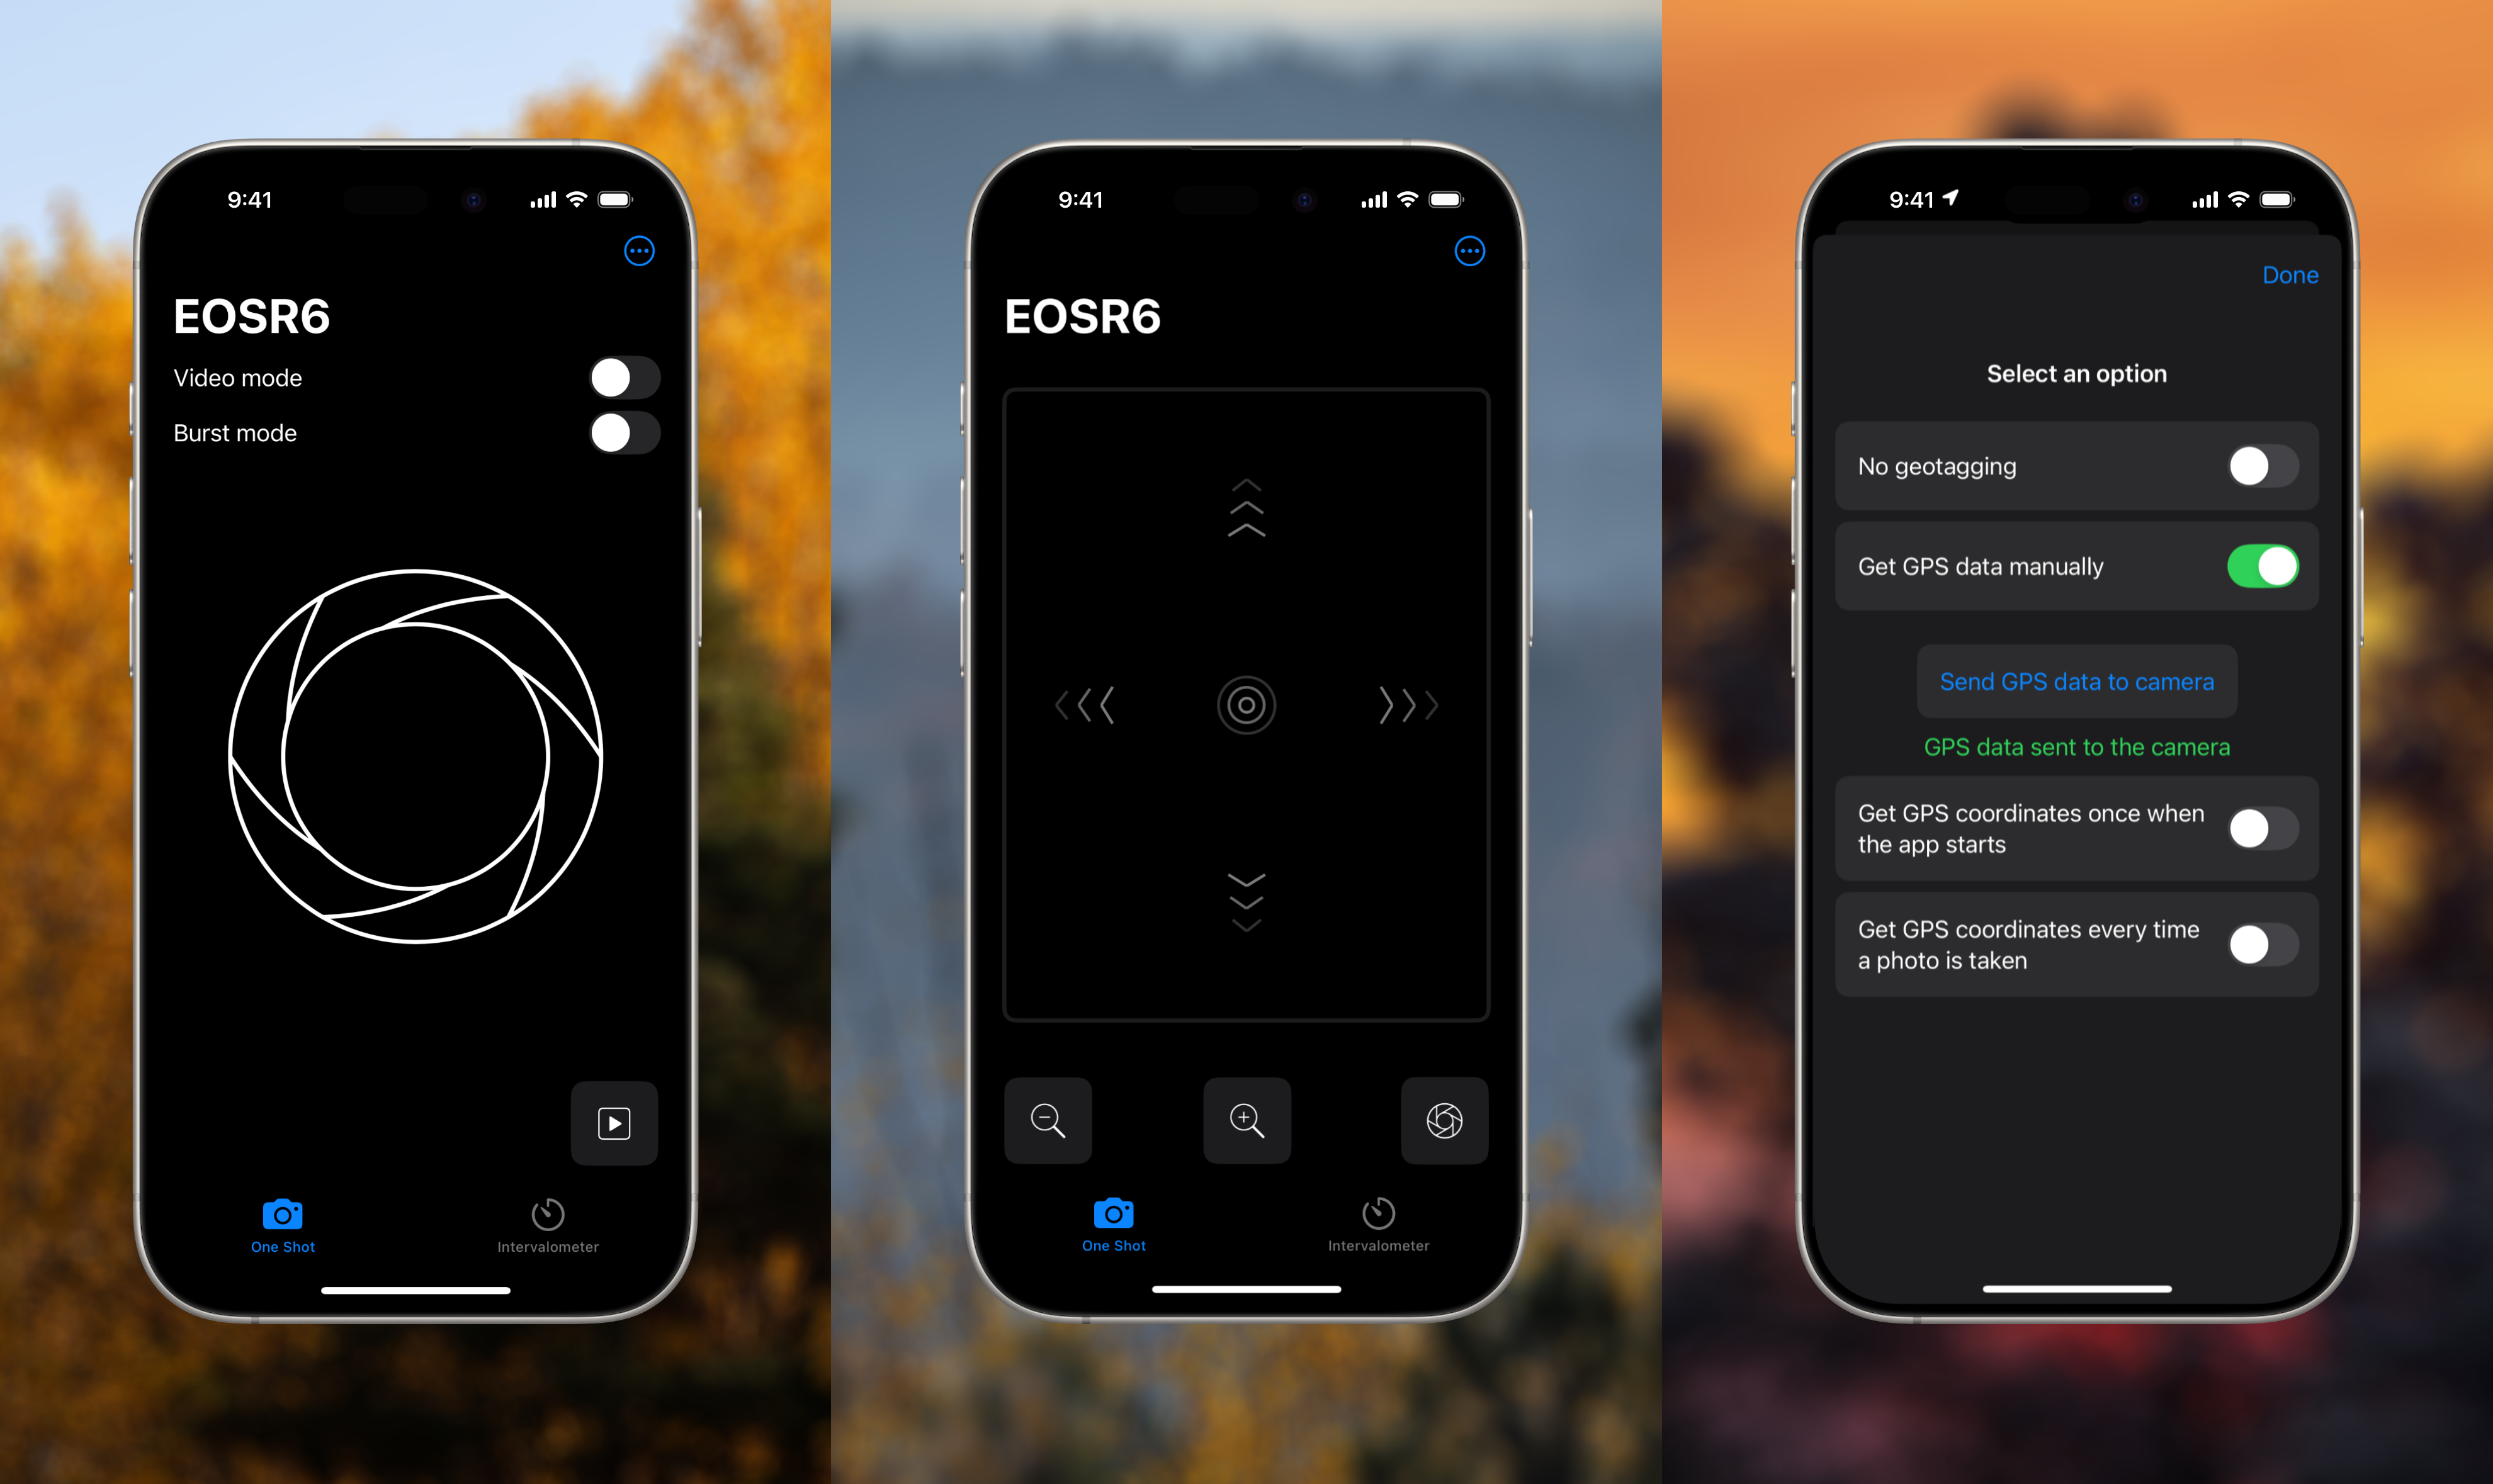 9:41
EOSR6
Video mode
Burst mode
One Shot
Intervalometer
9:41
EOSR6
One Shot
Intervalometer
9:41
Done
Select an option
No geotagging
Get GPS data manually
Send GPS data to camera
GPS data sent to the camera
Get GPS coordinates once when
the app starts
Get GPS coordinates every time
a photo is taken